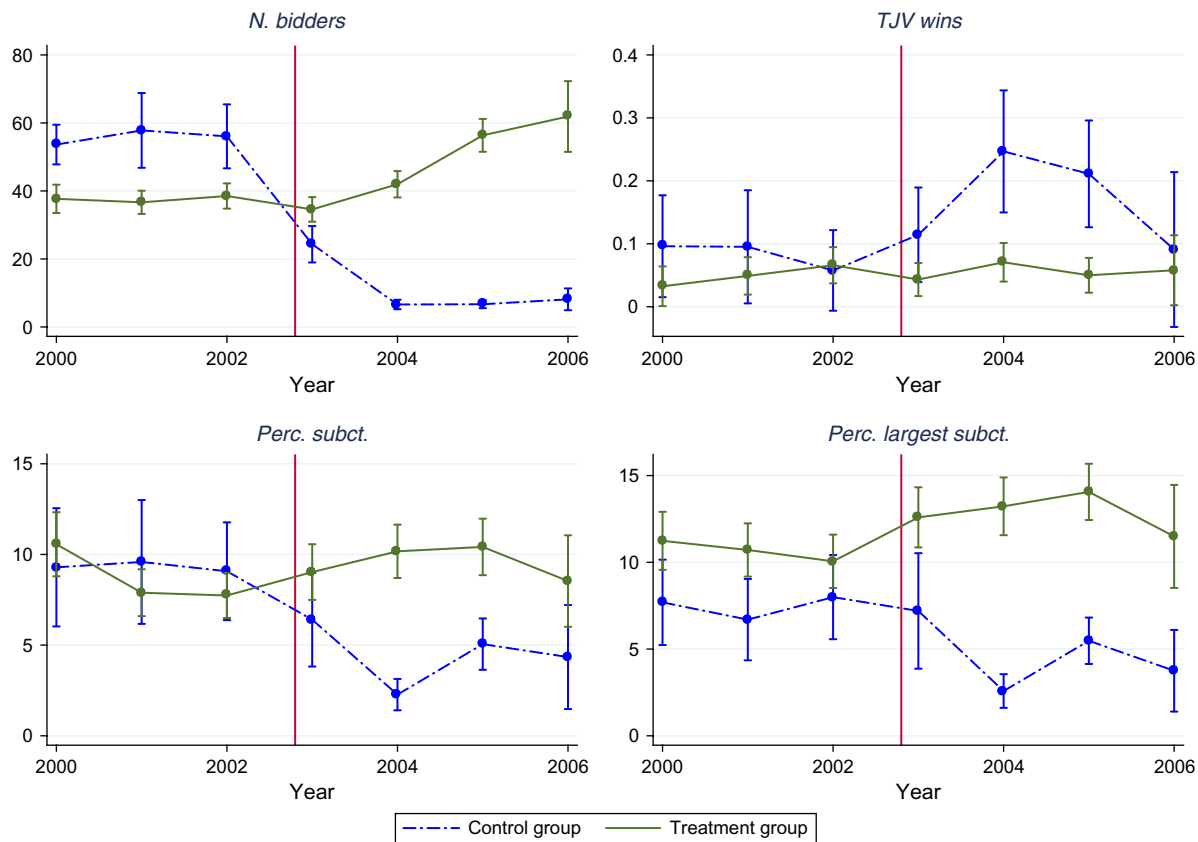 N. bidders
80
60
40
20
0
2000 2002 2004 2006
Year
TJV wins
0.4
0.3
0.2
0.1
0
2000 2002 2004 2006
Year
Perc. subct.
15
10
5
0
2000 2002 2004 2006
Year
Perc. largest subct.
15
10
5
0
2000 2002 2004 2006
Year
Control group Treatment group